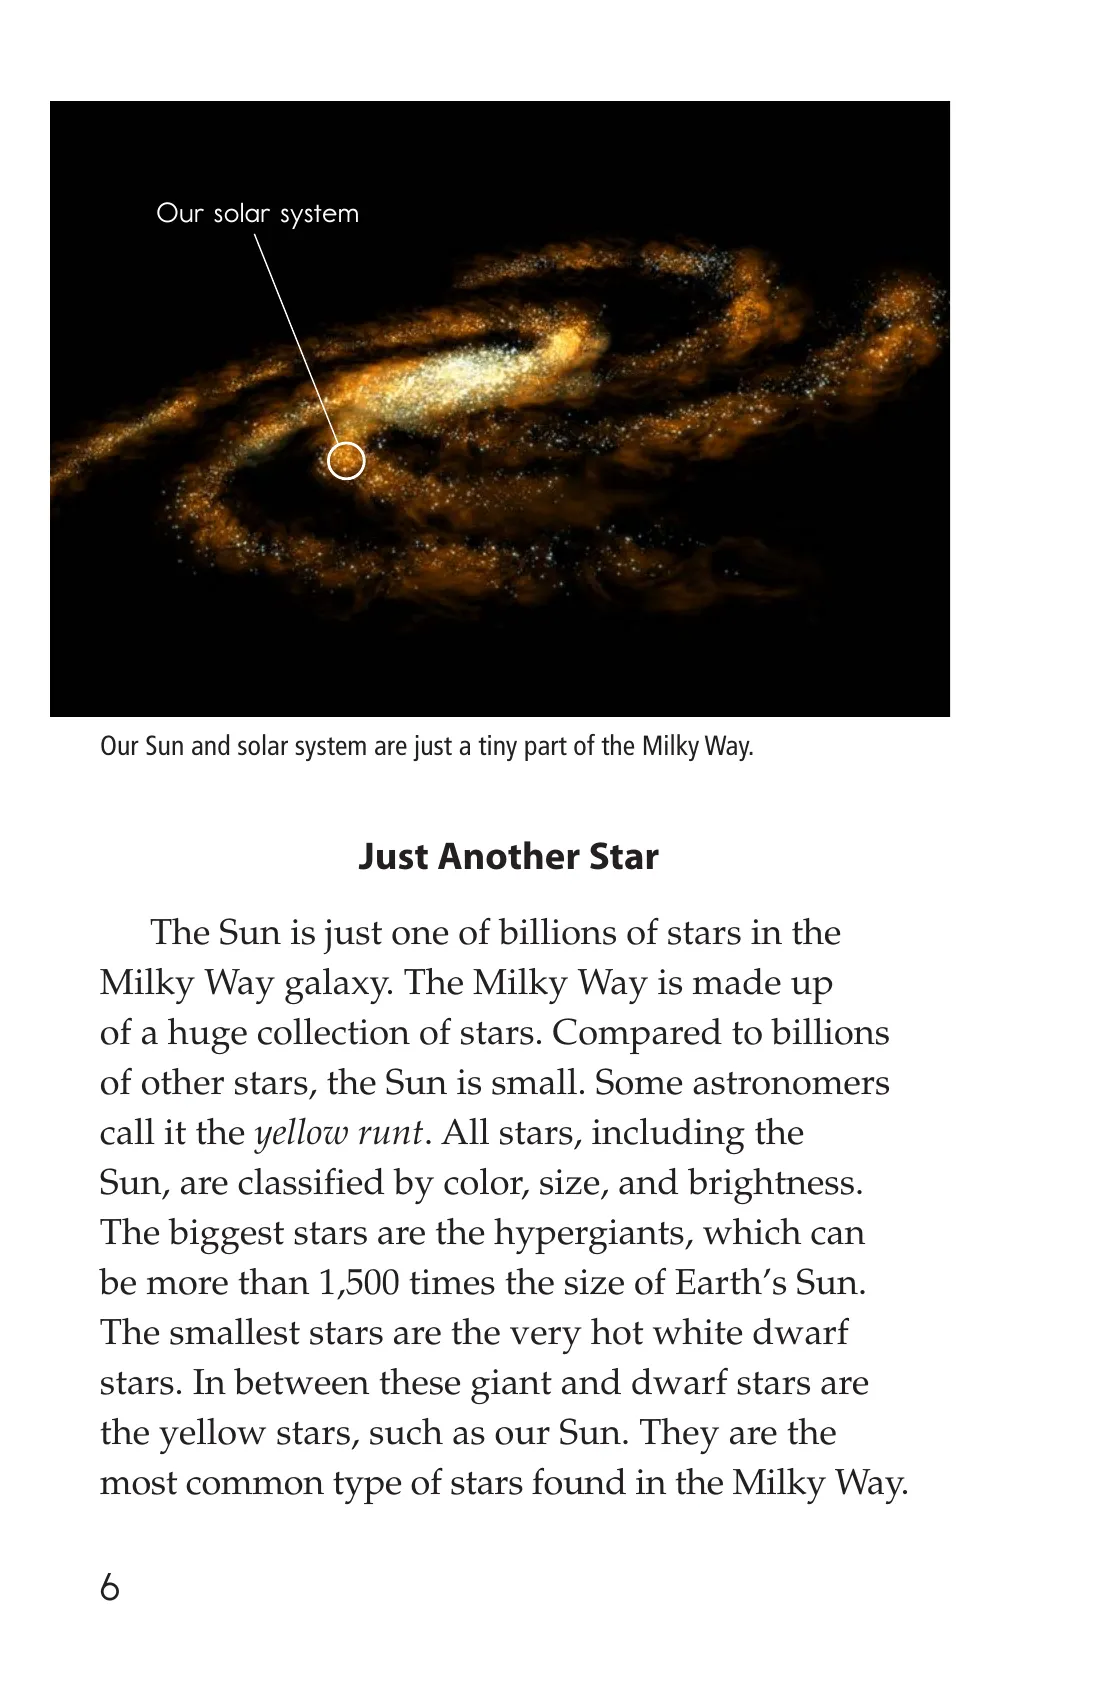 Our solar system
Our Sun and solar system are just a tiny part of the Milky Way.
Just Another Star
The Sun is just one of billions of stars in the
Milky Way galaxy. The Milky Way is made up
of a huge collection of stars. Compared to billions
of other stars, the Sun is small. Some astronomers
call it the yellow runt. All stars, including the
Sun, are classified by color, size, and brightness.
The biggest stars are the hypergiants, which can
be more than 1,500 times the size of Earth’s Sun.
The smallest stars are the very hot white dwarf
stars. In between these giant and dwarf stars are
the yellow stars, such as our Sun. They are the
most common type of stars found in the Milky Way.
6